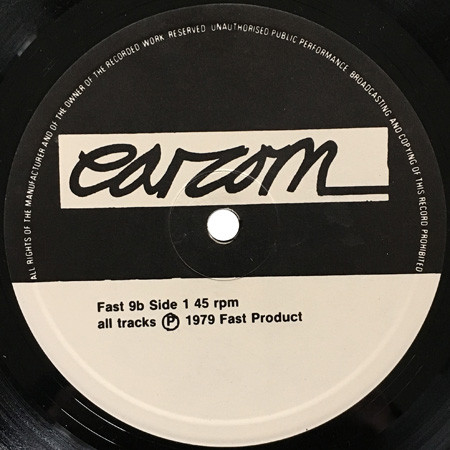 ALL RIGHTS OF THE MANUFACTURER AND OF THE OWNER OF THE RECORDED WORK RESERVED UNAUTHORISED PUBLIC PERFORMANCE BROADCASTING AND COPYING OF THIS RECORD PROHIBITED
earcom
Fast 9b Side 1 45 rpm
all tracks ℗ 1979 Fast Product